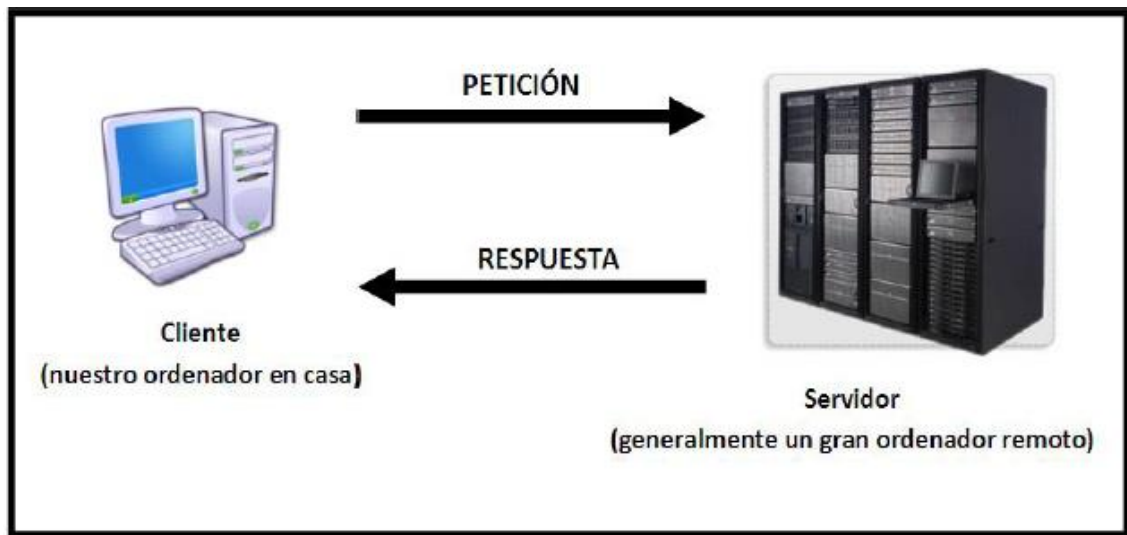 PETICIÓN
RESPUESTA
Cliente
(nuestro ordenador en casa)
Servidor
(generalmente un gran ordenador remoto)